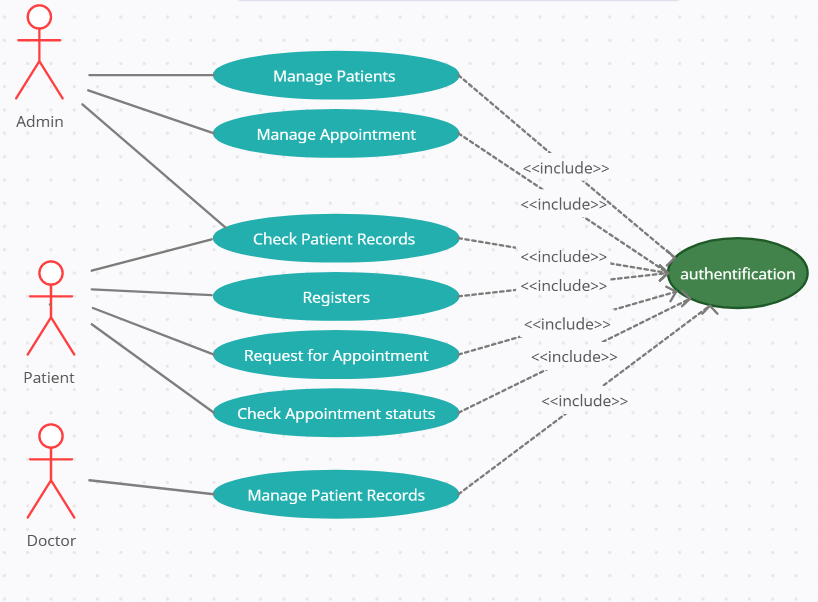 Admin
Manage Patients
Manage Appointment
Check Patient Records
Patient
Registers
Request for Appointment
Check Appointment statuts
Doctor
Manage Patient Records
<<include>>
<<include>>
<<include>>
<<include>>
<<include>>
<<include>>
<<include>>
authentification